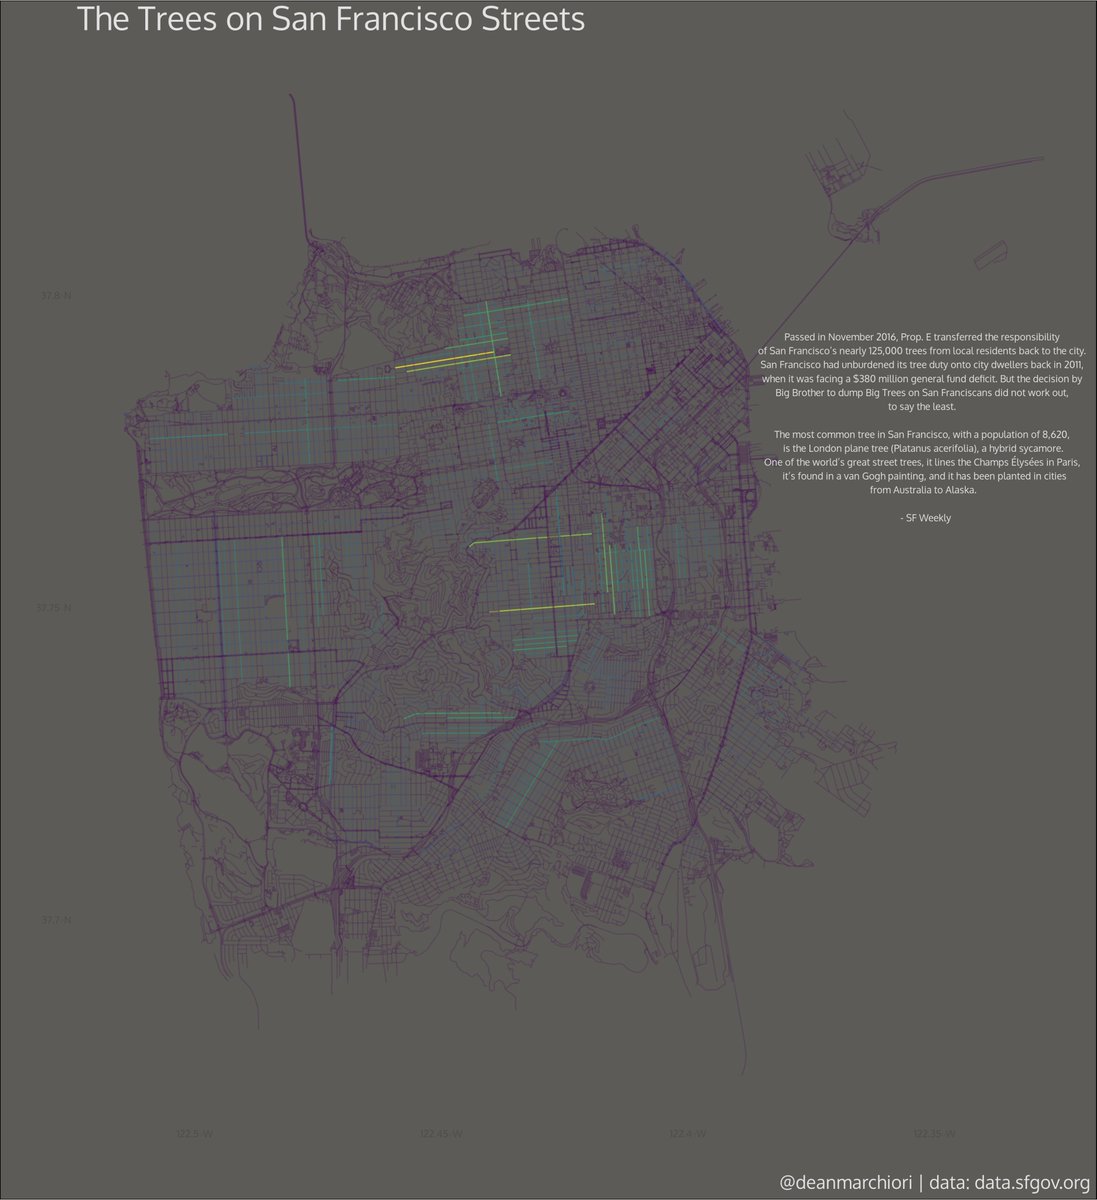 The Trees on San Francisco Streets
37.8°N
Passed in November 2016, Prop. E transferred the responsibility
of San Francisco's nearly 125,000 trees from local residents back to the city.
San Francisco had unburdened its tree duty onto city dwellers back in 2011,
when it was facing a $380 million general fund deficit. But the decision by
Big Brother to dump Big Trees on San Franciscans did not work out,
to say the least.
The most common tree in San Francisco, with a population of 8,620,
is the London plane tree (Platanus acerifolia), a hybrid sycamore.
One of the world's great street trees, it lines the Champs Élysées in Paris,
it's found in a van Gogh painting, and it has been planted in cities
from Australia to Alaska.
- SF Weekly
37.75°N
37.7°N
122.5°W
122.45°W
122.4°W
122.35°W
@deanmarchiori | data: data.sfgov.org